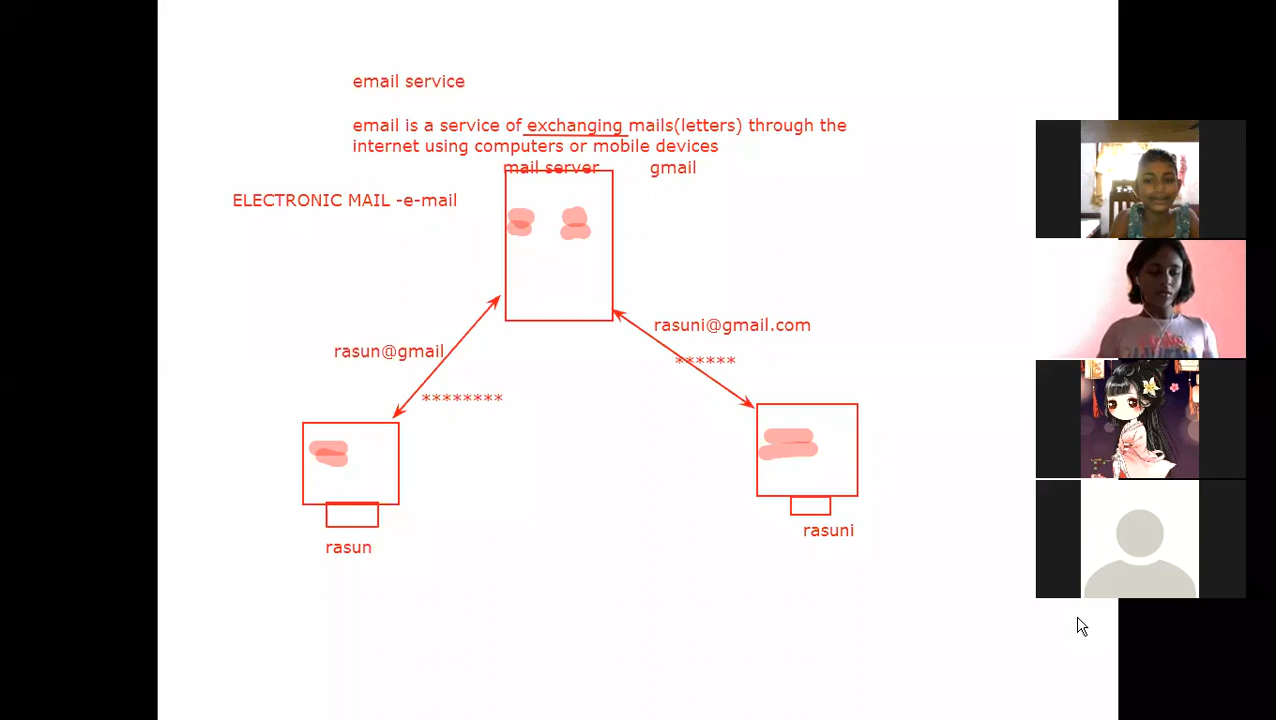 email service
email is a service of exchanging mails(letters) through the
internet using computers or mobile devices
mail server gmail
ELECTRONIC MAIL -e-mail
rasuni@gmail.com
rasun@gmail
******
********
rasuni
rasun